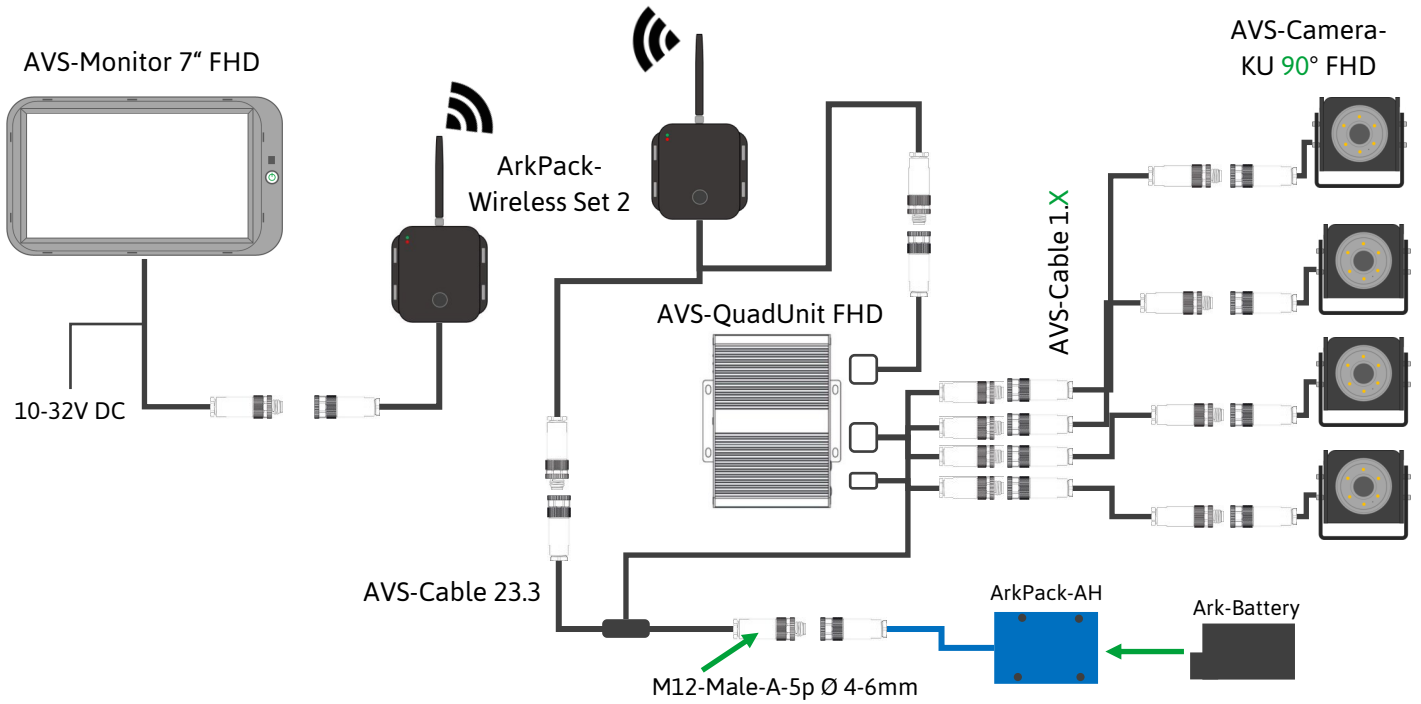 AVS-Monitor 7“ FHD
ArkPack-
Wireless Set 2
AVS-Camera-
KU 90° FHD
AVS-Cable 1.X
AVS-QuadUnit FHD
10-32V DC
AVS-Cable 23.3
ArkPack-AH
Ark-Battery
M12-Male-A-5p Ø 4-6mm